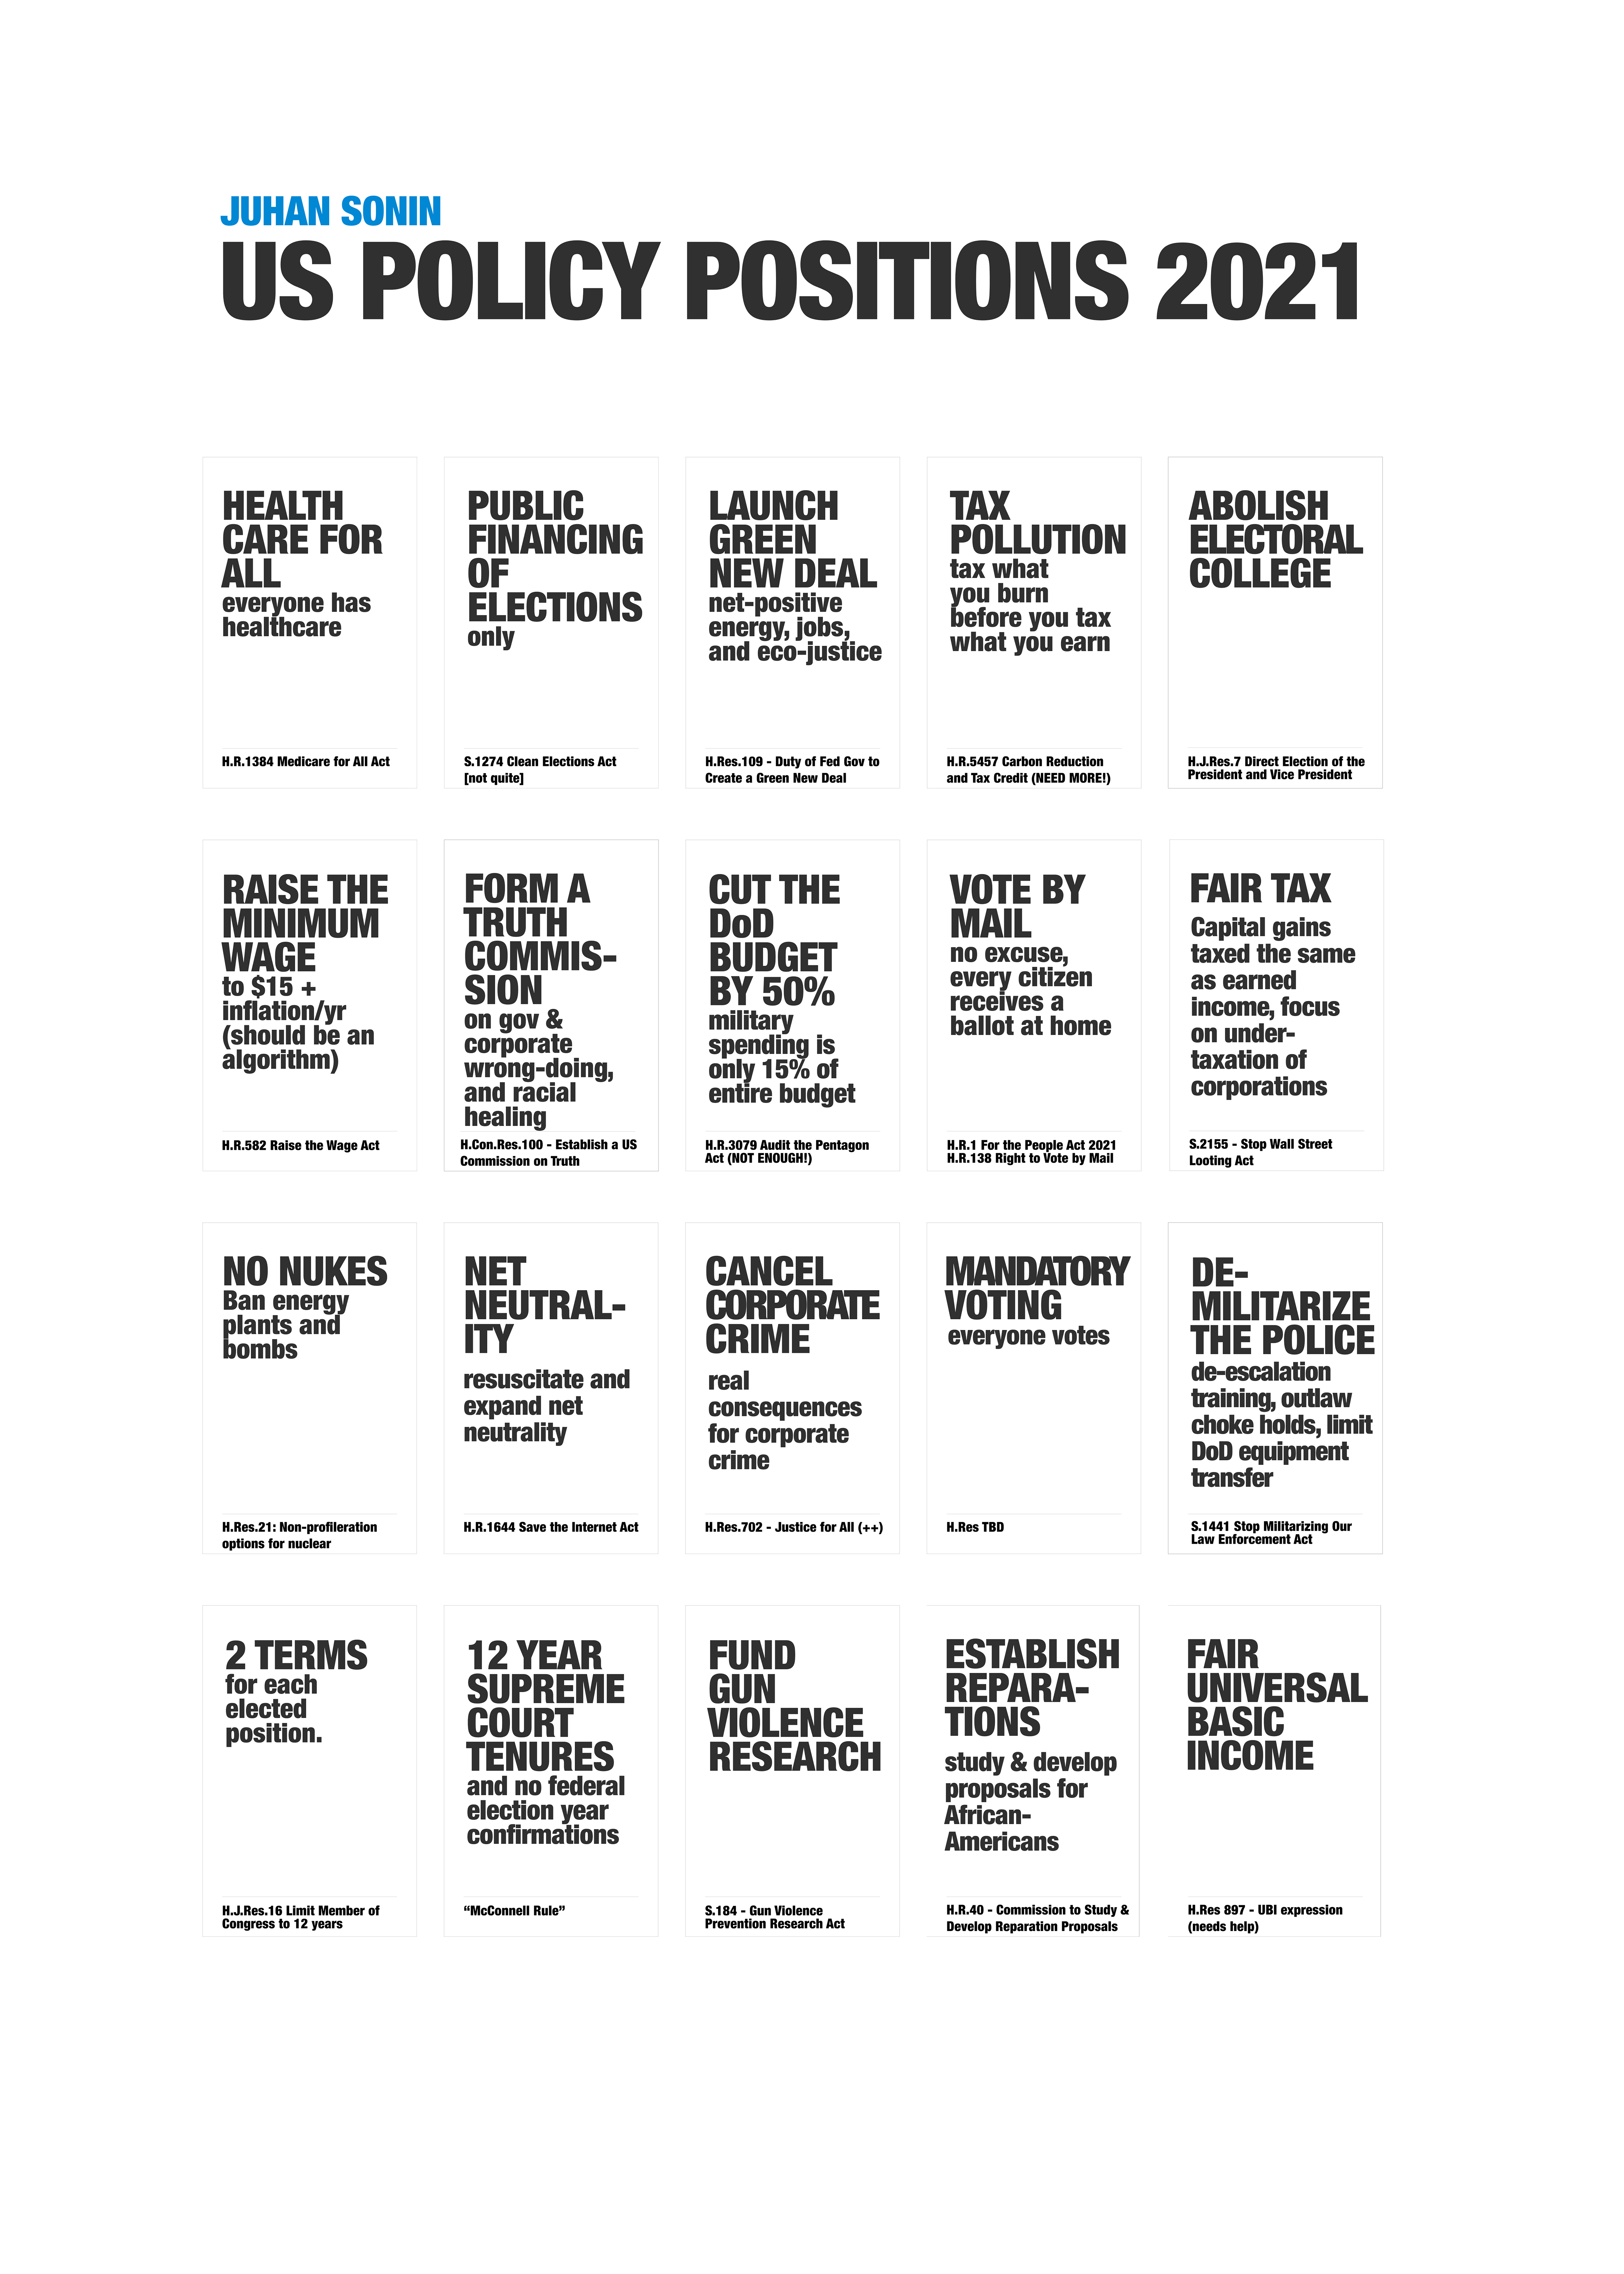 JUHAN SONIN
US POLICY POSITIONS 2021
HEALTH
CARE FOR
ALL
everyone has
healthcare
H.R.1384 Medicare for All Act
PUBLIC
FINANCING
OF
ELECTIONS
only
S.1274 Clean Elections Act
[not quite]
LAUNCH
GREEN
NEW DEAL
net-positive
energy, jobs,
and eco-justice
H.Res.109 - Duty of Fed Gov to
Create a Green New Deal
TAX
POLLUTION
tax what
you burn
before you tax
what you earn
H.R.5457 Carbon Reduction
and Tax Credit (NEED MORE!)
ABOLISH
ELECTORAL
COLLEGE
H.J.Res.7 Direct Election of the
President and Vice President
RAISE THE
MINIMUM
WAGE
to $15 +
inflation/yr
(should be an
algorithm)
H.R.582 Raise the Wage Act
FORM A
TRUTH
COMMIS-
SION
on gov &
corporate
wrong-doing,
and racial
healing
H.Con.Res.100 - Establish a US
Commission on Truth
CUT THE
DoD
BUDGET
BY 50%
military
spending is
only 15% of
entire budget
H.R.3079 Audit the Pentagon
Act (NOT ENOUGH!)
VOTE BY
MAIL
no excuse,
every citizen
receives a
ballot at home
H.R.1 For the People Act 2021
H.R.138 Right to Vote by Mail
FAIR TAX
Capital gains
taxed the same
as earned
income, focus
on under-
taxation of
corporations
S.2155 - Stop Wall Street
Looting Act
NO NUKES
Ban energy
plants and
bombs
H.Res.21: Non-profileration
options for nuclear
NET
NEUTRAL-
ITY
resuscitate and
expand net
neutrality
H.R.1644 Save the Internet Act
CANCEL
CORPORATE
CRIME
real
consequences
for corporate
crime
H.Res.702 - Justice for All (++)
MANDATORY
VOTING
everyone votes
H.Res TBD
DE-
MILITARIZE
THE POLICE
de-escalation
training, outlaw
choke holds, limit
DoD equipment
transfer
S.1441 Stop Militarizing Our
Law Enforcement Act
2 TERMS
for each
elected
position.
H.J.Res.16 Limit Member of
Congress to 12 years
12 YEAR
SUPREME
COURT
TENURES
and no federal
election year
confirmations
“McConnell Rule”
FUND
GUN
VIOLENCE
RESEARCH
S.184 - Gun Violence
Prevention Research Act
ESTABLISH
REPARA-
TIONS
study & develop
proposals for
African-
Americans
H.R.40 - Commission to Study &
Develop Reparation Proposals
FAIR
UNIVERSAL
BASIC
INCOME
H.Res 897 - UBI expression
(needs help)